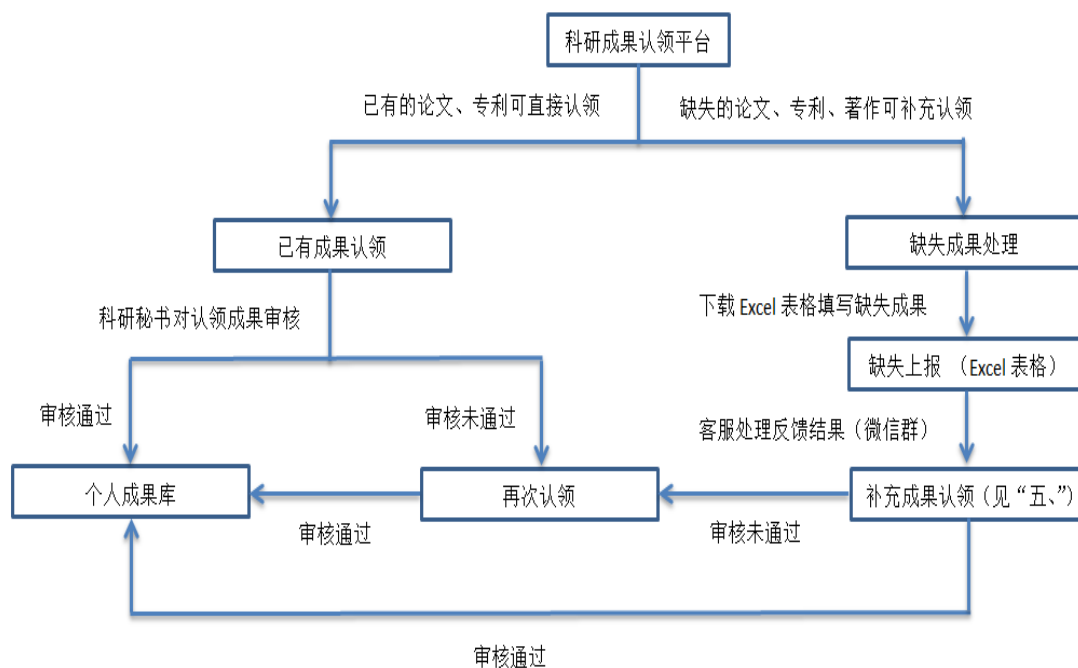 科研成果认领平台
已有的论文、专利可直接认领
缺失的论文、专利、著作可补充认领
已有成果认领
缺失成果处理
科研秘书对认领成果审核
下载 Excel 表格填写缺失成果
缺失上报 （Excel 表格）
审核通过
审核未通过
客服处理反馈结果（微信群）
个人成果库
再次认领
补充成果认领（见“五、”）
审核通过
审核未通过
审核通过